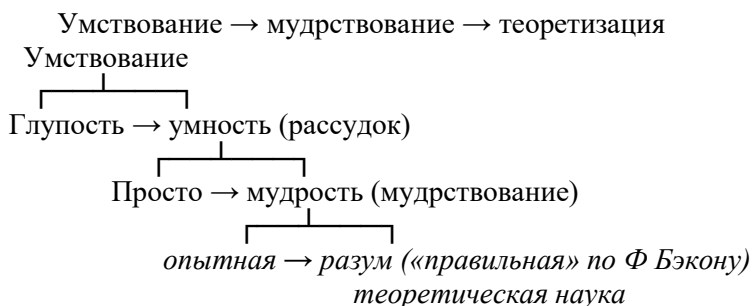 Умствование → мудрствование → теоретизация
Умствование
Глупость → умность (рассудок)
Просто → мудрость (мудрствование)
опытная → разум («правильная» по Ф Бэкону)
теоретическая наука